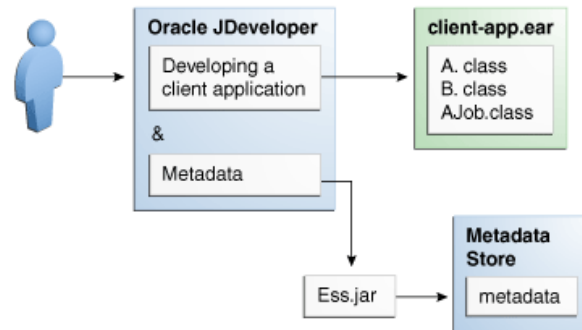 Oracle JDeveloper
Developing a
client application
&
Metadata
client-app.ear
A. class
B. class
AJob.class
Ess.jar
Metadata
Store
metadata